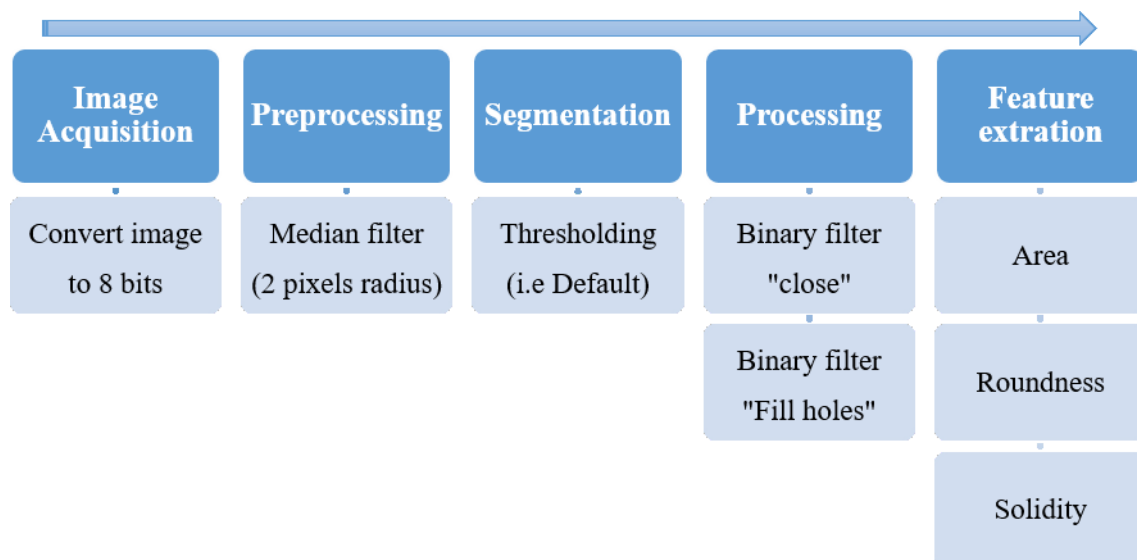 Image
Acquisition
Convert image
to 8 bits
Preprocessing
Median filter
(2 pixels radius)
Segmentation
Thresholding
(i.e Default)
Processing
Binary filter
"close"
Binary filter
"Fill holes"
Feature
extration
Area
Roundness
Solidity